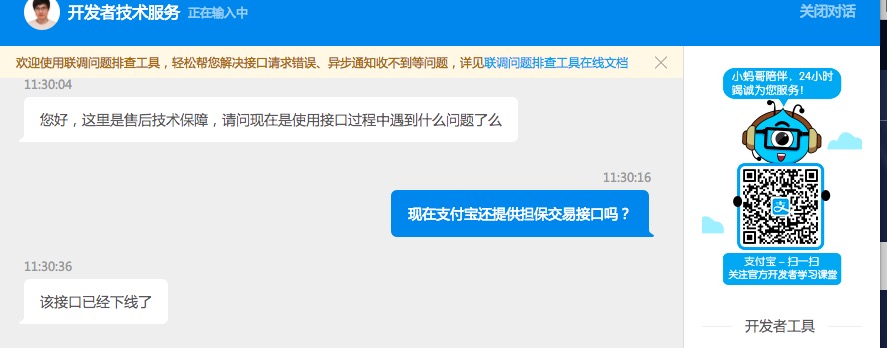 开发者技术服务 正在输入中 关闭对话
欢迎使用联调问题排查工具，轻松帮您解决接口请求错误、异步通知收不到等问题，详见联调问题排查工具在线文档
11:30:04
您好，这里是售后技术保障，请问现在是使用接口过程中遇到什么问题了么
11:30:16
现在支付宝还提供担保交易接口吗？
11:30:36
该接口已经下线了
小蚂哥陪伴，24小时
竭诚为您服务！
支付宝－扫一扫
关注官方开发者学习课堂
开发者工具